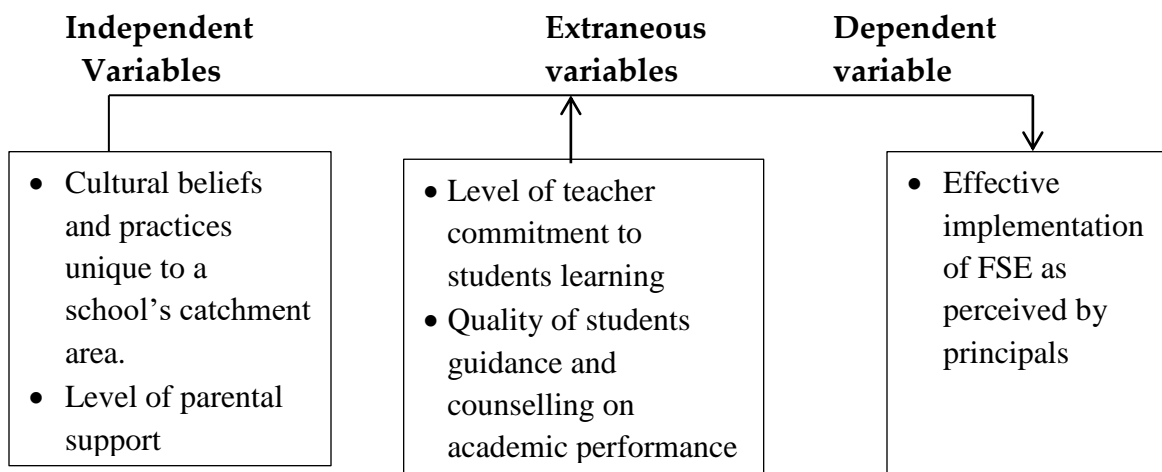 Independent
Variables
Extraneous
variables
Dependent
variable
• Cultural beliefs
and practices
unique to a
school’s catchment
area.
• Level of parental
support
• Level of teacher
commitment to
students learning
• Quality of students
guidance and
counselling on
academic performance
• Effective
implementation
of FSE as
perceived by
principals